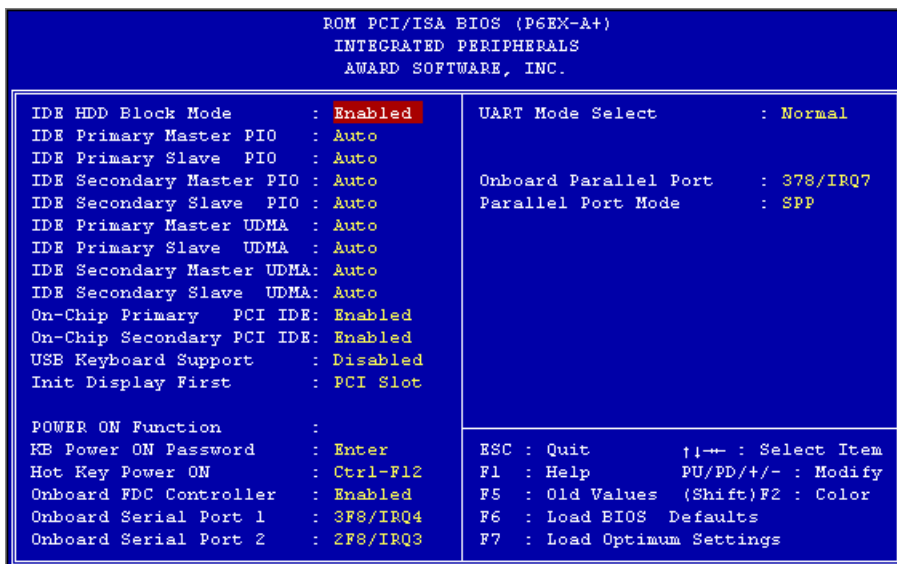 ROM PCI/ISA BIOS (P6EX-A+)
INTEGRATED PERIPHERALS
AWARD SOFTWARE, INC.
IDE HDD Block Mode : Enabled
IDE Primary Master PIO : Auto
IDE Primary Slave PIO : Auto
IDE Secondary Master PIO : Auto
IDE Secondary Slave PIO : Auto
IDE Primary Master UDMA : Auto
IDE Primary Slave UDMA : Auto
IDE Secondary Master UDMA: Auto
IDE Secondary Slave UDMA: Auto
On-Chip Primary PCI IDE: Enabled
On-Chip Secondary PCI IDE: Enabled
USB Keyboard Support : Disabled
Init Display First : PCI Slot
POWER ON Function :
KB Power ON Password : Enter
Hot Key Power ON : Ctrl-F12
Onboard FDC Controller : Enabled
Onboard Serial Port 1 : 3F8/IRQ4
Onboard Serial Port 2 : 2F8/IRQ3
UART Mode Select : Normal
Onboard Parallel Port : 378/IRQ7
Parallel Port Mode : SPP
ESC : Quit ↑↓→← : Select Item
F1 : Help PU/PD/+/- : Modify
F5 : Old Values (Shift)F2 : Color
F6 : Load BIOS Defaults
F7 : Load Optimum Settings